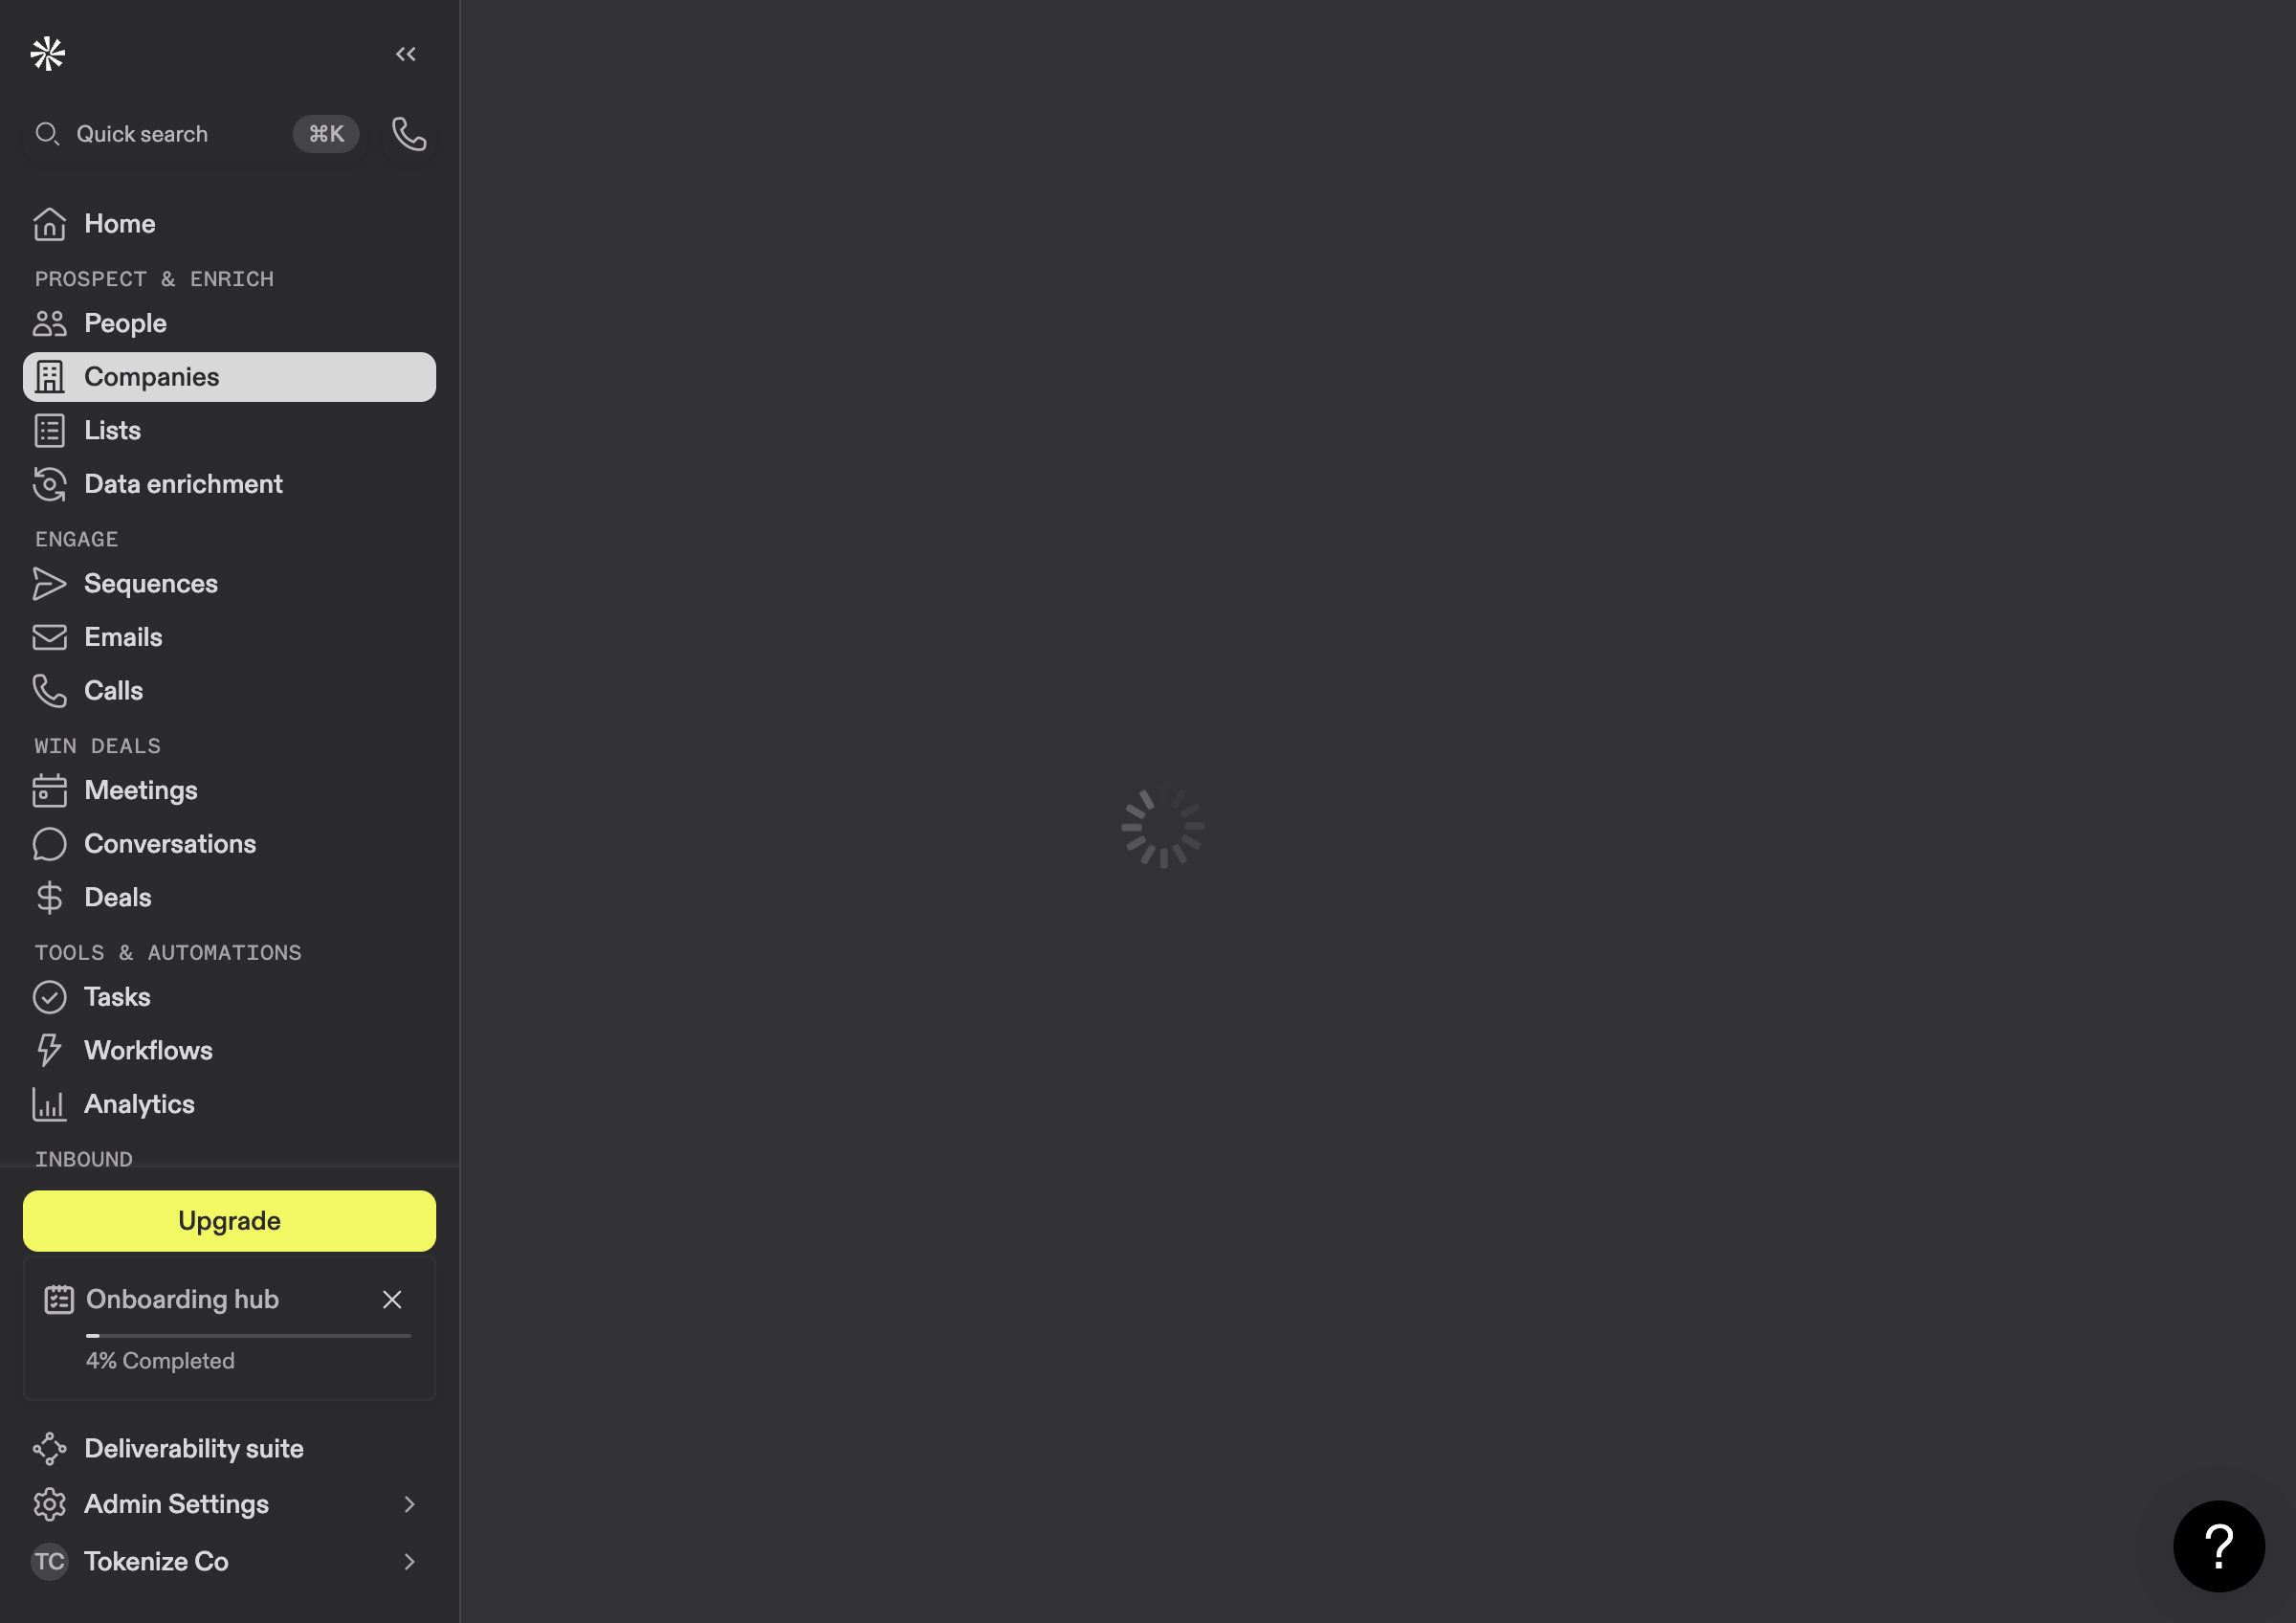 Quick search
⌘K
Home
PROSPECT & ENRICH
People
Companies
Lists
Data enrichment
ENGAGE
Sequences
Emails
Calls
WIN DEALS
Meetings
Conversations
Deals
TOOLS & AUTOMATIONS
Tasks
Workflows
Analytics
INBOUND
Upgrade
Onboarding hub
4% Completed
Deliverability suite
Admin Settings
TC Tokenize Co
?